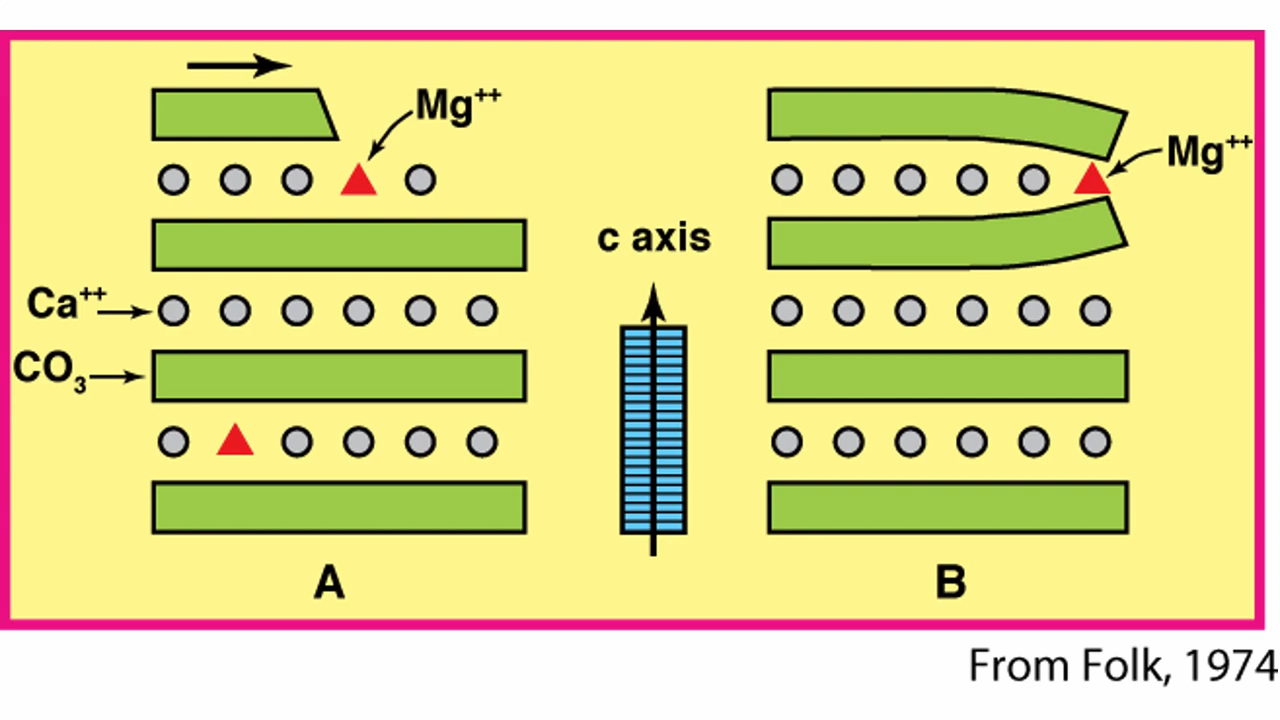 Mg⁺⁺
Mg⁺⁺
c axis
Ca⁺⁺
CO₃
A
B
From Folk, 1974